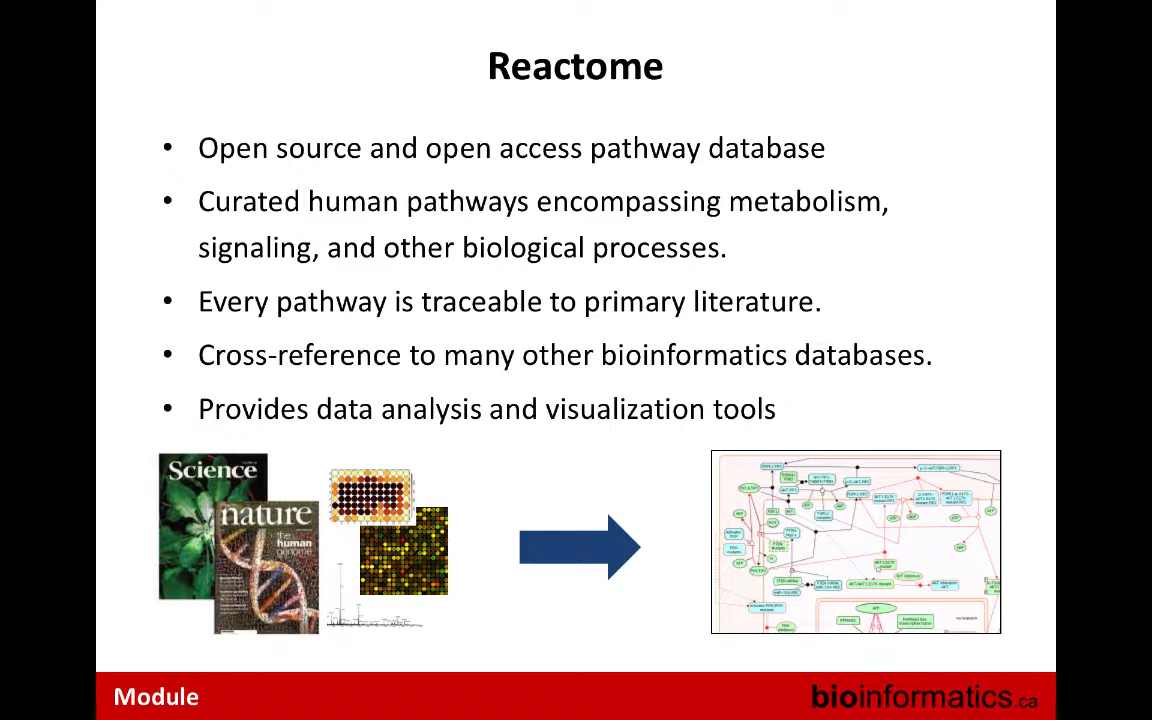 Reactome
• Open source and open access pathway database
• Curated human pathways encompassing metabolism,
signaling, and other biological processes.
• Every pathway is traceable to primary literature.
• Cross-reference to many other bioinformatics databases.
• Provides data analysis and visualization tools
Science
nature
the
human
genome
Module
bioinformatics.ca